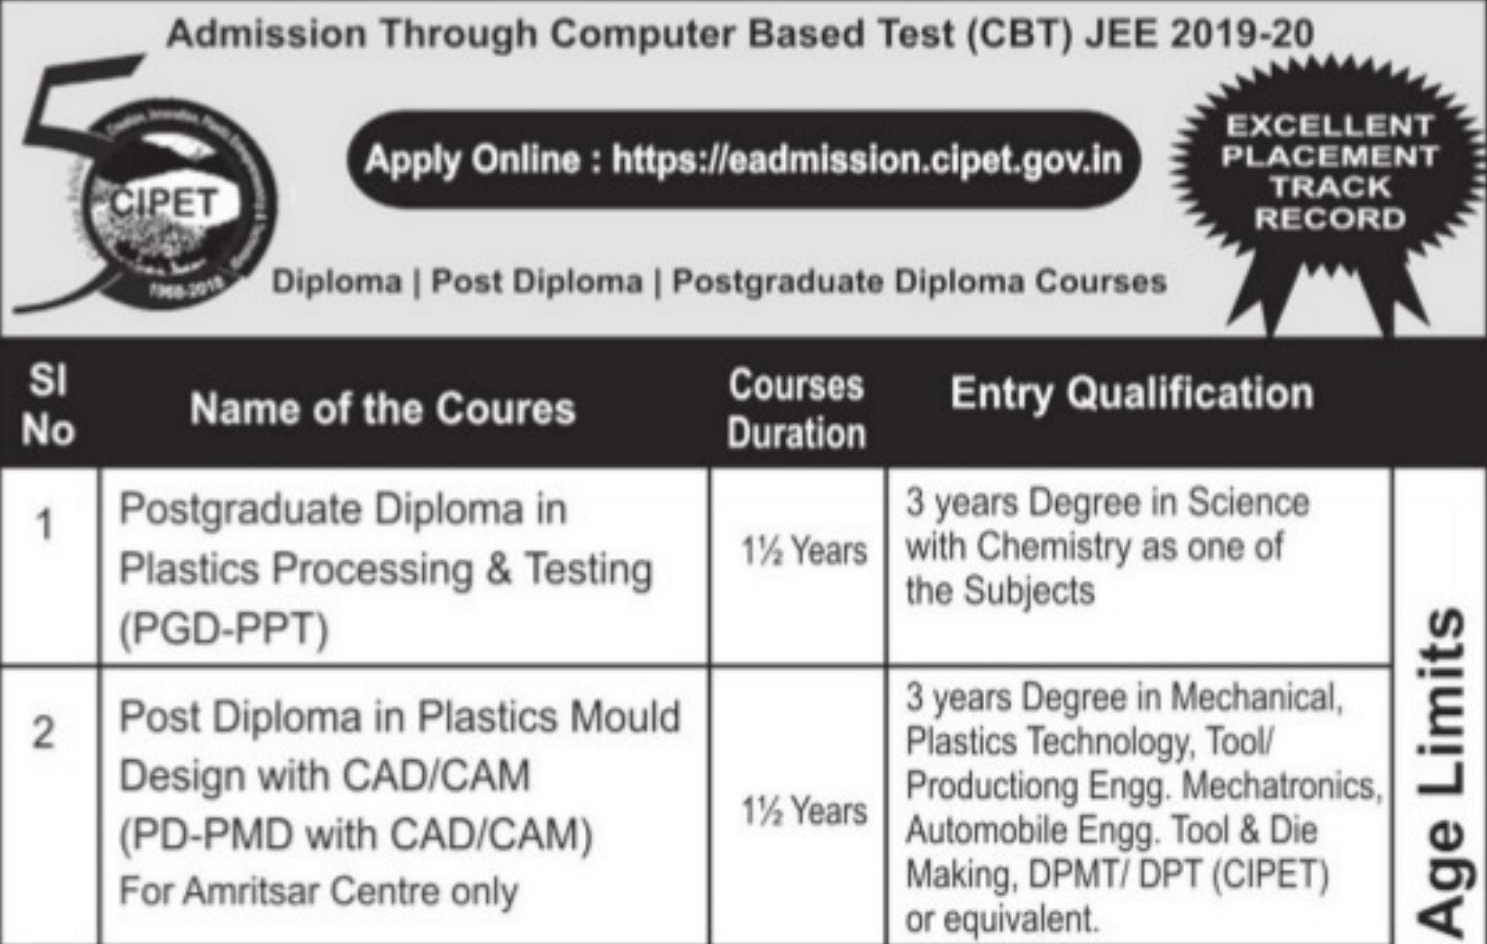 Admission Through Computer Based Test (CBT) JEE 2019-20
CIPET
1968-2018
Apply Online : https://eadmission.cipet.gov.in
EXCELLENT
PLACEMENT
TRACK
RECORD
Diploma | Post Diploma | Postgraduate Diploma Courses
Sl
No
Name of the Coures
Courses
Duration
Entry Qualification
1
Postgraduate Diploma in
Plastics Processing & Testing
(PGD-PPT)
1½ Years
3 years Degree in Science
with Chemistry as one of
the Subjects
2
Post Diploma in Plastics Mould
Design with CAD/CAM
(PD-PMD with CAD/CAM)
For Amritsar Centre only
1½ Years
3 years Degree in Mechanical,
Plastics Technology, Tool/
Productiong Engg. Mechatronics,
Automobile Engg. Tool & Die
Making, DPMT/ DPT (CIPET)
or equivalent.
Age Limits